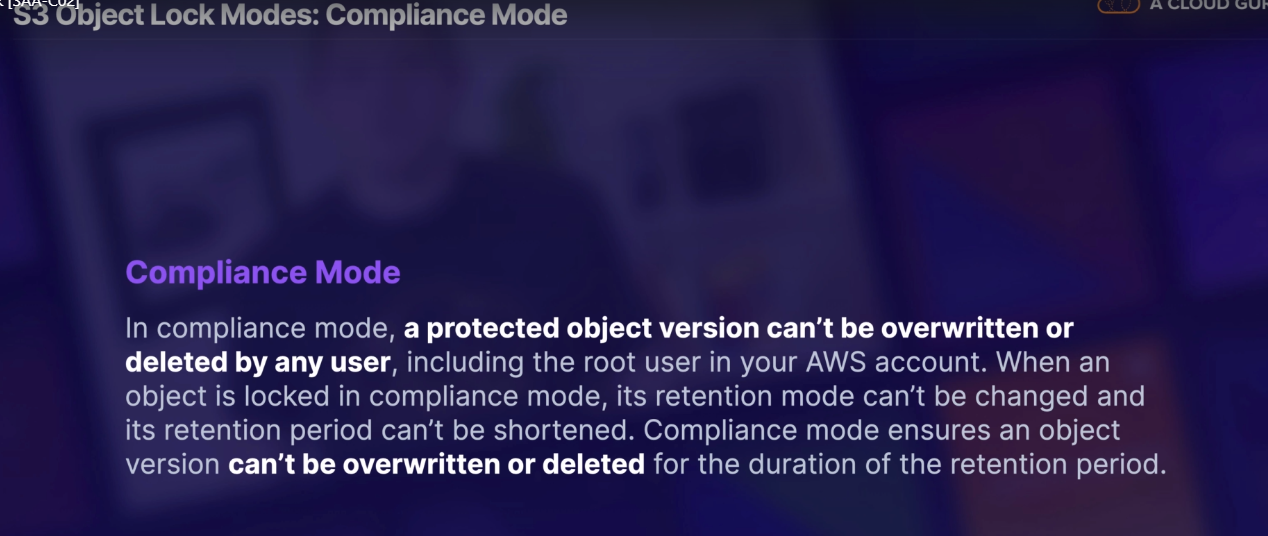 [SAA-C02]
S3 Object Lock Modes: Compliance Mode
A CLOUD GUR
Compliance Mode
In compliance mode, a protected object version can’t be overwritten or
deleted by any user, including the root user in your AWS account. When an
object is locked in compliance mode, its retention mode can’t be changed and
its retention period can’t be shortened. Compliance mode ensures an object
version can’t be overwritten or deleted for the duration of the retention period.